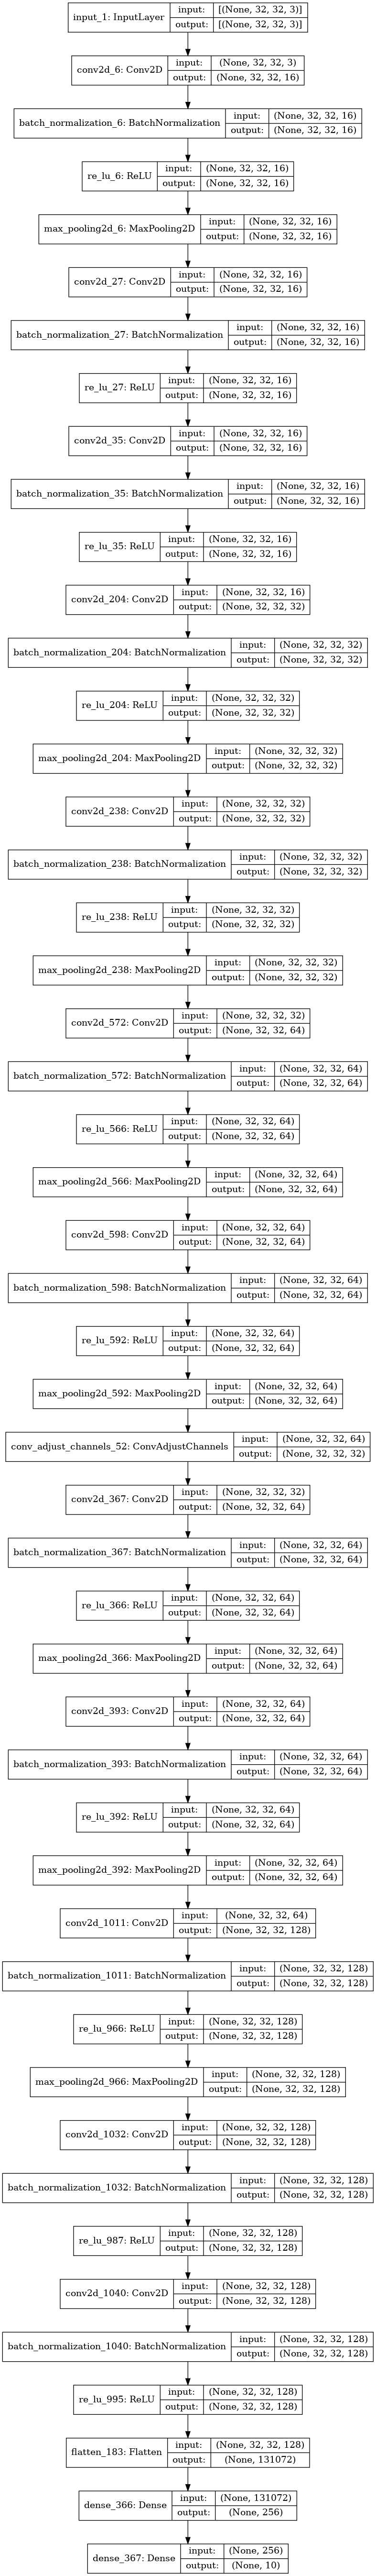 input_1: InputLayer
input: [(None, 32, 32, 3)]
output: [(None, 32, 32, 3)]
conv2d_6: Conv2D
input: (None, 32, 32, 3)
output: (None, 32, 32, 16)
batch_normalization_6: BatchNormalization
input: (None, 32, 32, 16)
output: (None, 32, 32, 16)
re_lu_6: ReLU
input: (None, 32, 32, 16)
output: (None, 32, 32, 16)
max_pooling2d_6: MaxPooling2D
input: (None, 32, 32, 16)
output: (None, 32, 32, 16)
conv2d_27: Conv2D
input: (None, 32, 32, 16)
output: (None, 32, 32, 16)
batch_normalization_27: BatchNormalization
input: (None, 32, 32, 16)
output: (None, 32, 32, 16)
re_lu_27: ReLU
input: (None, 32, 32, 16)
output: (None, 32, 32, 16)
conv2d_35: Conv2D
input: (None, 32, 32, 16)
output: (None, 32, 32, 16)
batch_normalization_35: BatchNormalization
input: (None, 32, 32, 16)
output: (None, 32, 32, 16)
re_lu_35: ReLU
input: (None, 32, 32, 16)
output: (None, 32, 32, 16)
conv2d_204: Conv2D
input: (None, 32, 32, 16)
output: (None, 32, 32, 32)
batch_normalization_204: BatchNormalization
input: (None, 32, 32, 32)
output: (None, 32, 32, 32)
re_lu_204: ReLU
input: (None, 32, 32, 32)
output: (None, 32, 32, 32)
max_pooling2d_204: MaxPooling2D
input: (None, 32, 32, 32)
output: (None, 32, 32, 32)
conv2d_238: Conv2D
input: (None, 32, 32, 32)
output: (None, 32, 32, 32)
batch_normalization_238: BatchNormalization
input: (None, 32, 32, 32)
output: (None, 32, 32, 32)
re_lu_238: ReLU
input: (None, 32, 32, 32)
output: (None, 32, 32, 32)
max_pooling2d_238: MaxPooling2D
input: (None, 32, 32, 32)
output: (None, 32, 32, 32)
conv2d_572: Conv2D
input: (None, 32, 32, 32)
output: (None, 32, 32, 64)
batch_normalization_572: BatchNormalization
input: (None, 32, 32, 64)
output: (None, 32, 32, 64)
re_lu_566: ReLU
input: (None, 32, 32, 64)
output: (None, 32, 32, 64)
max_pooling2d_566: MaxPooling2D
input: (None, 32, 32, 64)
output: (None, 32, 32, 64)
conv2d_598: Conv2D
input: (None, 32, 32, 64)
output: (None, 32, 32, 64)
batch_normalization_598: BatchNormalization
input: (None, 32, 32, 64)
output: (None, 32, 32, 64)
re_lu_592: ReLU
input: (None, 32, 32, 64)
output: (None, 32, 32, 64)
max_pooling2d_592: MaxPooling2D
input: (None, 32, 32, 64)
output: (None, 32, 32, 64)
conv_adjust_channels_52: ConvAdjustChannels
input: (None, 32, 32, 64)
output: (None, 32, 32, 32)
conv2d_367: Conv2D
input: (None, 32, 32, 32)
output: (None, 32, 32, 64)
batch_normalization_367: BatchNormalization
input: (None, 32, 32, 64)
output: (None, 32, 32, 64)
re_lu_366: ReLU
input: (None, 32, 32, 64)
output: (None, 32, 32, 64)
max_pooling2d_366: MaxPooling2D
input: (None, 32, 32, 64)
output: (None, 32, 32, 64)
conv2d_393: Conv2D
input: (None, 32, 32, 64)
output: (None, 32, 32, 64)
batch_normalization_393: BatchNormalization
input: (None, 32, 32, 64)
output: (None, 32, 32, 64)
re_lu_392: ReLU
input: (None, 32, 32, 64)
output: (None, 32, 32, 64)
max_pooling2d_392: MaxPooling2D
input: (None, 32, 32, 64)
output: (None, 32, 32, 64)
conv2d_1011: Conv2D
input: (None, 32, 32, 64)
output: (None, 32, 32, 128)
batch_normalization_1011: BatchNormalization
input: (None, 32, 32, 128)
output: (None, 32, 32, 128)
re_lu_966: ReLU
input: (None, 32, 32, 128)
output: (None, 32, 32, 128)
max_pooling2d_966: MaxPooling2D
input: (None, 32, 32, 128)
output: (None, 32, 32, 128)
conv2d_1032: Conv2D
input: (None, 32, 32, 128)
output: (None, 32, 32, 128)
batch_normalization_1032: BatchNormalization
input: (None, 32, 32, 128)
output: (None, 32, 32, 128)
re_lu_987: ReLU
input: (None, 32, 32, 128)
output: (None, 32, 32, 128)
conv2d_1040: Conv2D
input: (None, 32, 32, 128)
output: (None, 32, 32, 128)
batch_normalization_1040: BatchNormalization
input: (None, 32, 32, 128)
output: (None, 32, 32, 128)
re_lu_995: ReLU
input: (None, 32, 32, 128)
output: (None, 32, 32, 128)
flatten_183: Flatten
input: (None, 32, 32, 128)
output: (None, 131072)
dense_366: Dense
input: (None, 131072)
output: (None, 256)
dense_367: Dense
input: (None, 256)
output: (None, 10)